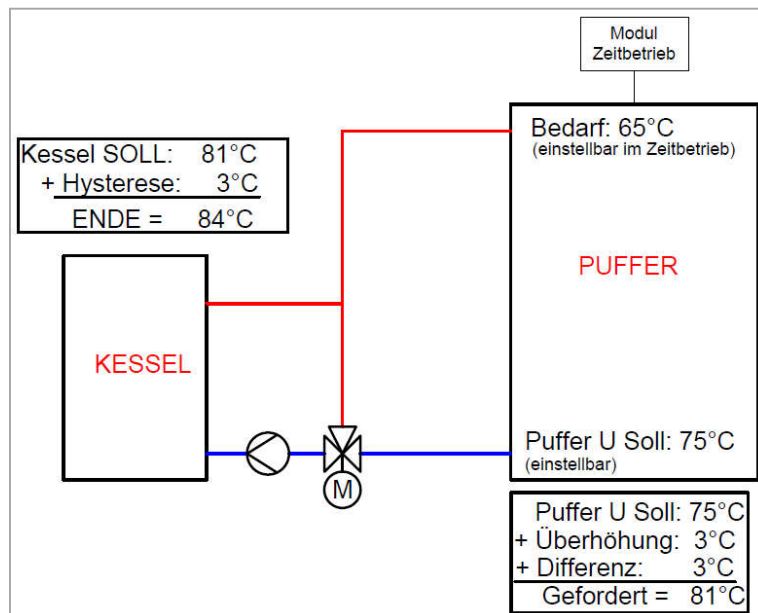 Modul
Zeitbetrieb
Bedarf: 65°C
(einstellbar im Zeitbetrieb)
Kessel SOLL: 81°C
+ Hysterese: 3°C
ENDE = 84°C
PUFFER
KESSEL
Puffer U Soll: 75°C
(einstellbar)
M
Puffer U Soll: 75°C
+ Überhöhung: 3°C
+ Differenz: 3°C
Gefordert = 81°C